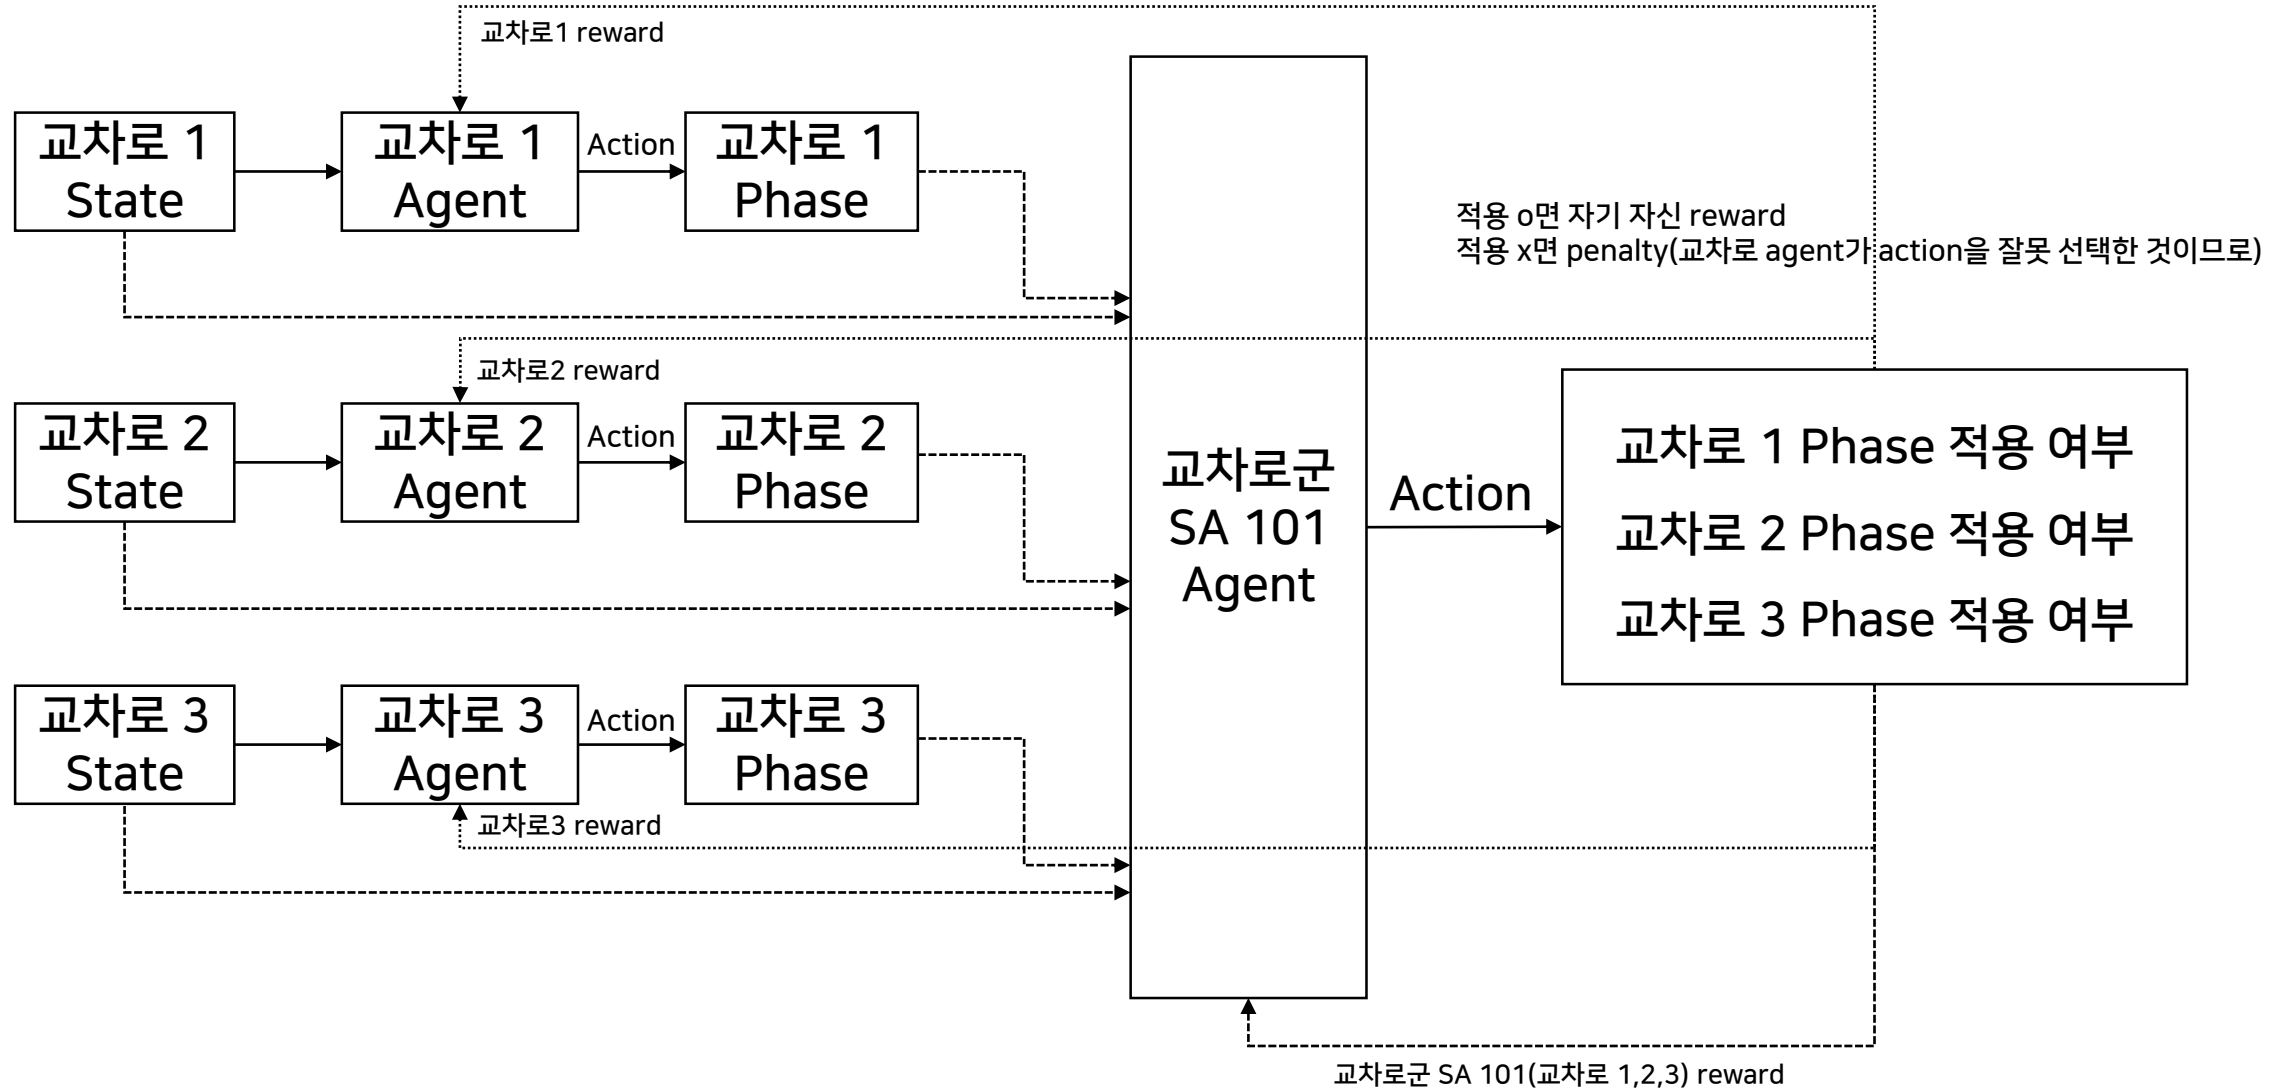 교차로1 reward
교차로 1
State
교차로 1
Agent
Action
교차로 1
Phase
적용 o면 자기 자신 reward
적용 x면 penalty(교차로 agent가 action을 잘못 선택한 것이므로)
교차로2 reward
교차로 2
State
교차로 2
Agent
Action
교차로 2
Phase
교차로군
SA 101
Agent
Action
교차로 1 Phase 적용 여부
교차로 2 Phase 적용 여부
교차로 3 Phase 적용 여부
교차로 3
State
교차로 3
Agent
Action
교차로 3
Phase
교차로3 reward
교차로군 SA 101(교차로 1,2,3) reward